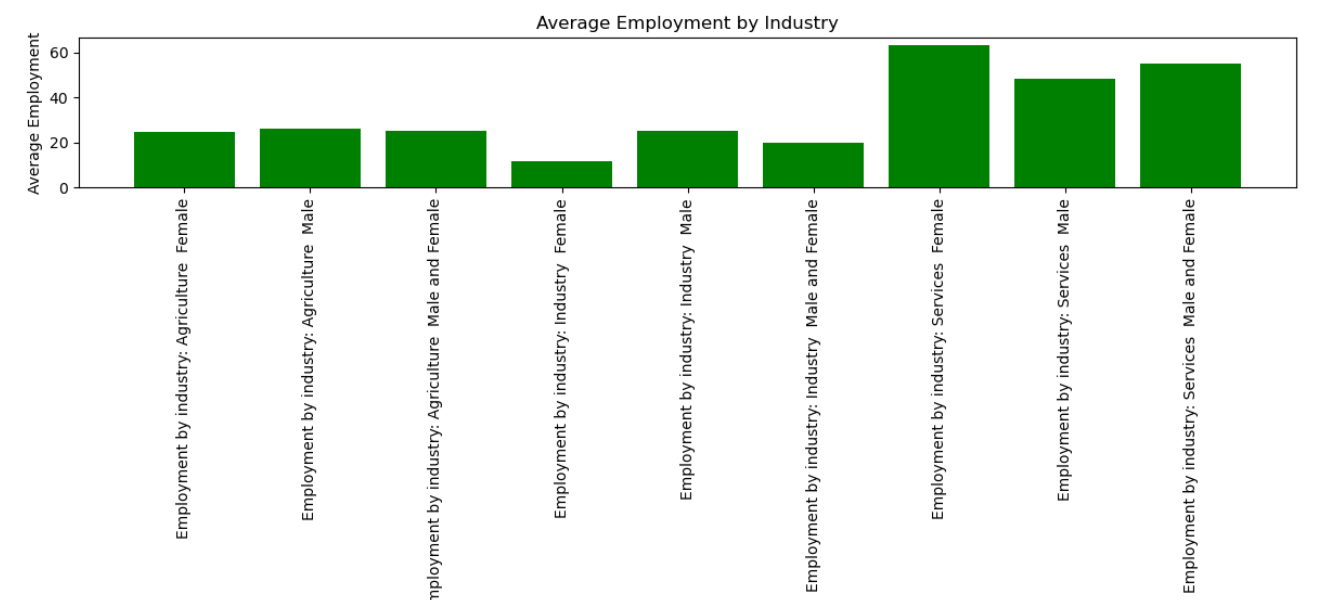 Average Employment by Industry
Average Employment
60
40
20
0
Employment by industry: Agriculture  Female
Employment by industry: Agriculture  Male
mployment by industry: Agriculture  Male and Female
Employment by industry: Industry  Female
Employment by industry: Industry  Male
Employment by industry: Industry  Male and Female
Employment by industry: Services  Female
Employment by industry: Services  Male
Employment by industry: Services  Male and Female